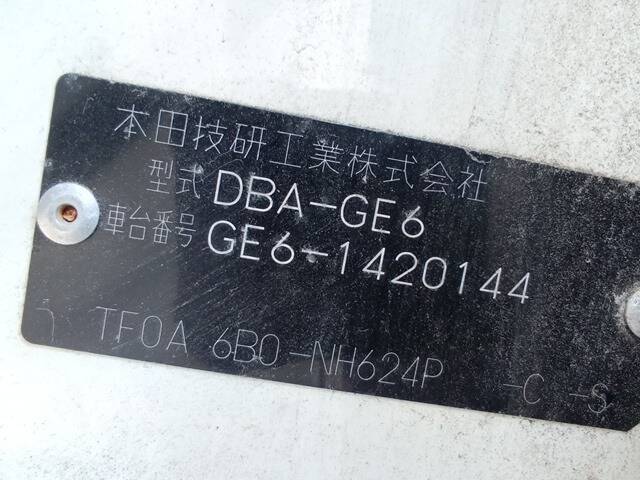 本田技研工業株式会社
型式 DBA-GE6
車台番号 GE6-1420144
TF0A 6B0-NH624P -C -S